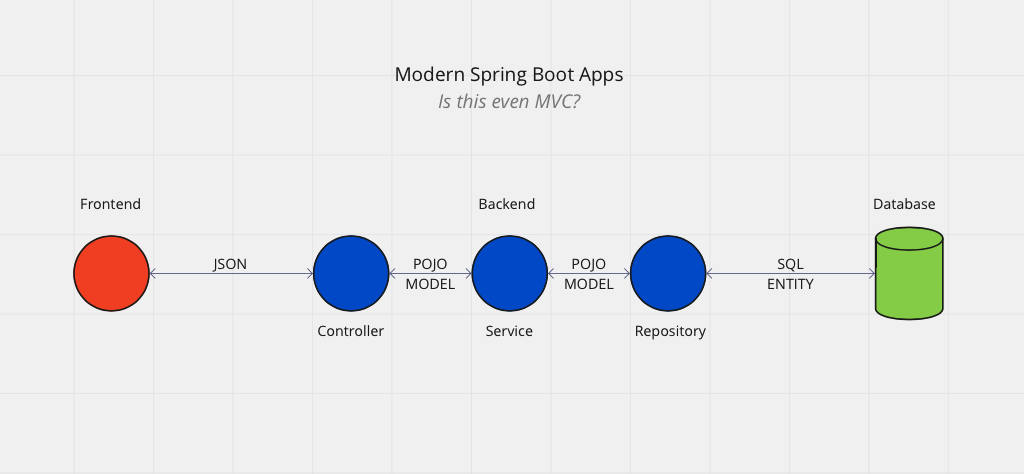 Modern Spring Boot Apps
Is this even MVC?
Frontend
Backend
Database
JSON
POJO
MODEL
POJO
MODEL
SQL
ENTITY
Controller
Service
Repository